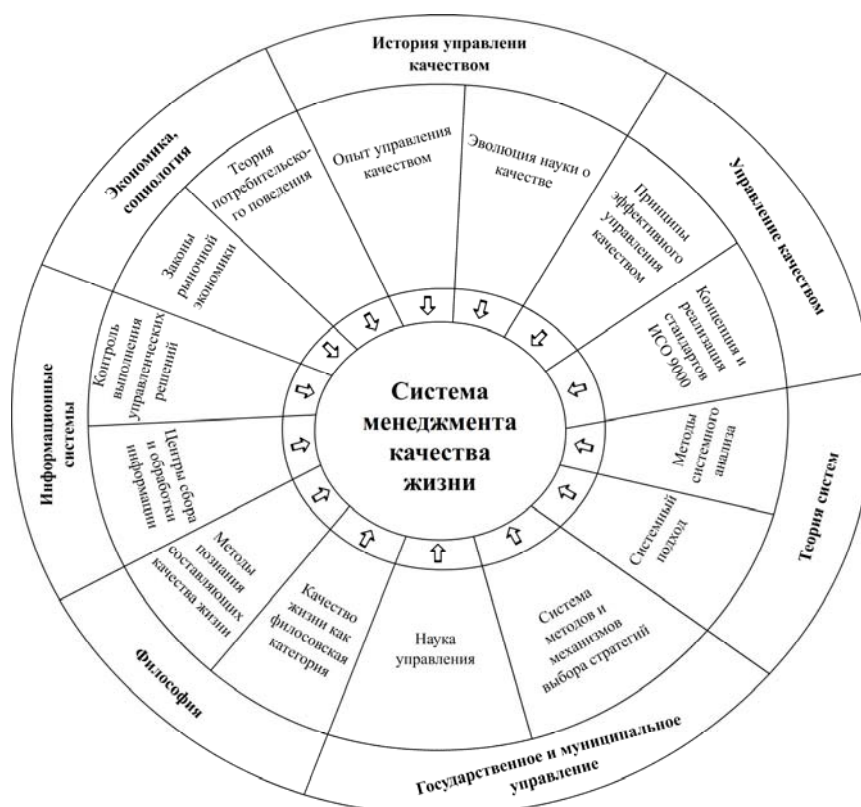 История управлени
качеством
Управление качеством
Теория систем
Государственное и муниципальное
управление
Философия
Информационные
системы
Экономика,
социология
Опыт управления
качеством
Эволюция науки о
качестве
Принципы
эффективного
управления
качеством
Концепция и
реализация
стандартов
ИСО 9000
Методы
системного
анализа
Системный
подход
Система
методов и
механизмов
выбора стратегий
Наука
управления
Качество
жизни как
филосовская
категория
Методы
познания
составляющих
качества жизни
Центры сбора
и обработки
информации
Контроль
выполнения
управленческих
решений
Законы
рыночной
экономики
Теория
потребительско-
го поведения
Система
менеджмента
качества
жизни